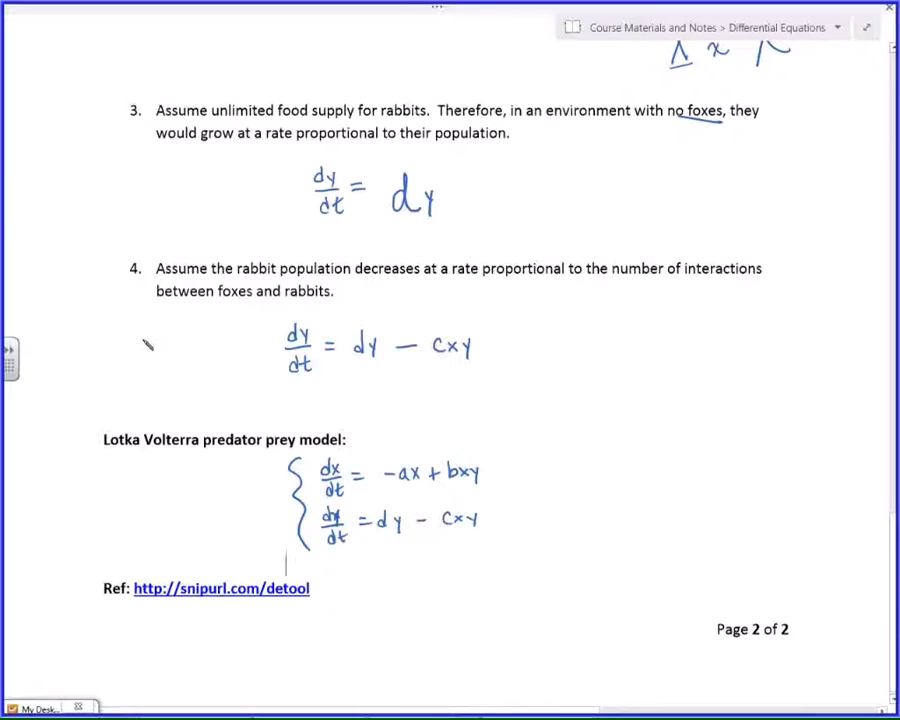 Course Materials and Notes > Differential Equations
x
3. Assume unlimited food supply for rabbits. Therefore, in an environment with no foxes, they
would grow at a rate proportional to their population.
dy/dt = dy
4. Assume the rabbit population decreases at a rate proportional to the number of interactions
between foxes and rabbits.
dy/dt = dy – cxy
Lotka Volterra predator prey model:
dx/dt = -ax + bxy
dy/dt = dy - cxy
Ref: http://snipurl.com/detool
Page 2 of 2
My Desk..